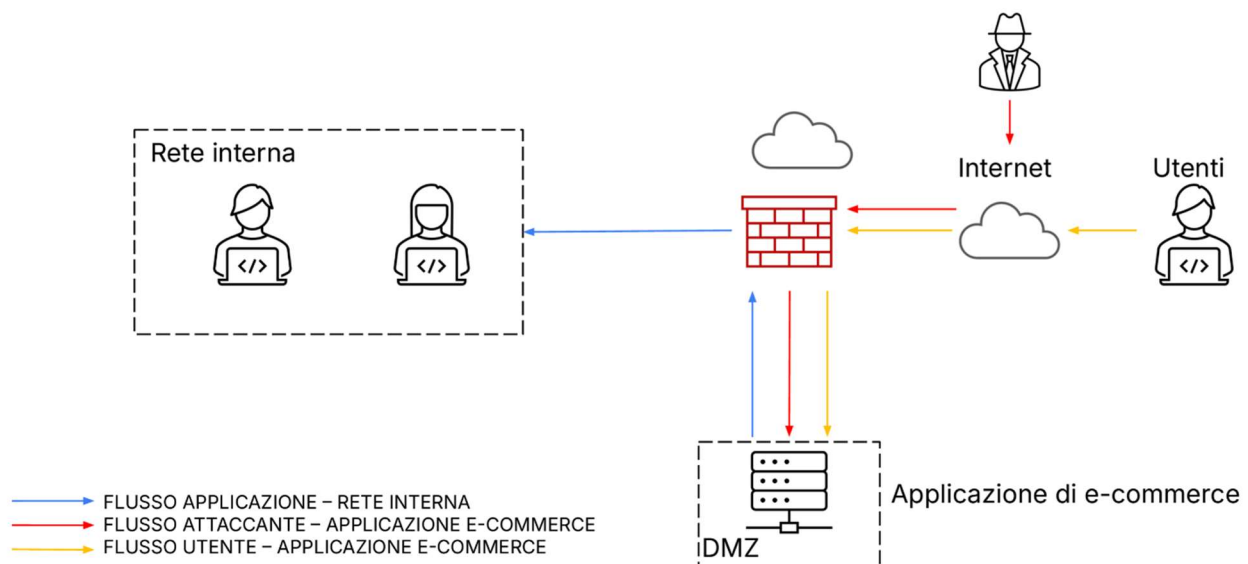 Internet
Utenti
Rete interna
</>
</>
</>
Applicazione di e-commerce
FLUSSO APPLICAZIONE – RETE INTERNA
FLUSSO ATTACCANTE – APPLICAZIONE E-COMMERCE
FLUSSO UTENTE – APPLICAZIONE E-COMMERCE
DMZ